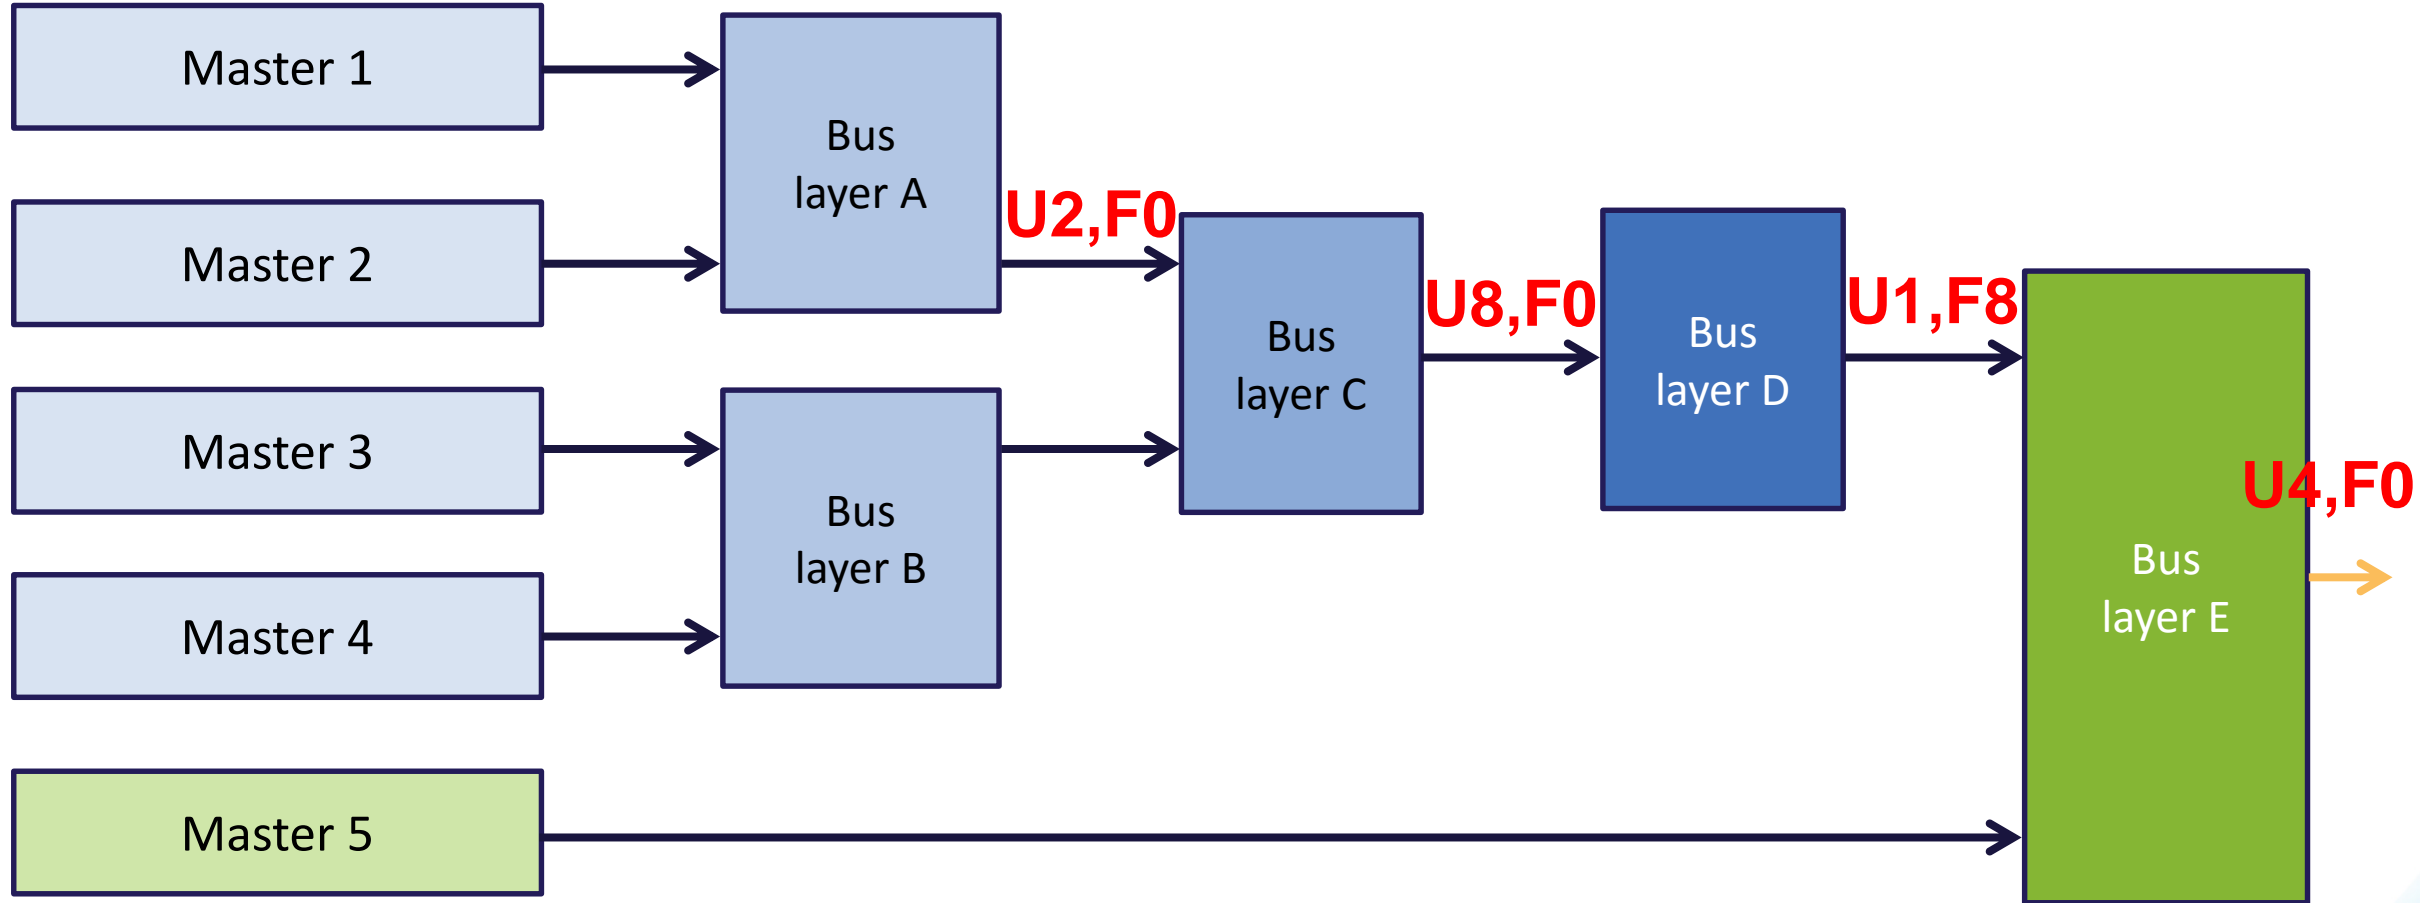 Master 1
Master 2
Master 3
Master 4
Master 5
Bus
layer A
Bus
layer B
U2,F0
Bus
layer C
U8,F0
Bus
layer D
U1,F8
Bus
layer E
U4,F0